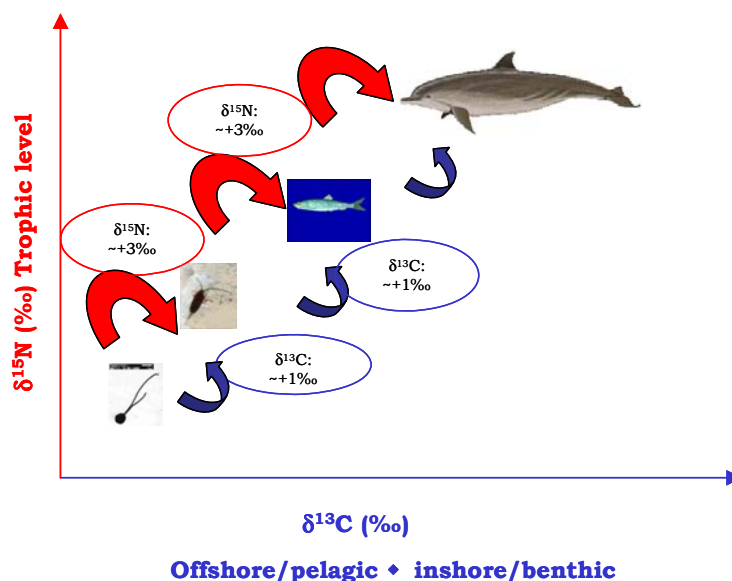 δ¹⁵N:
~+3‰
δ¹⁵N:
~+3‰
δ¹³C:
~+1‰
δ¹³C:
~+1‰
δ¹⁵N (‰) Trophic level
δ¹³C (‰)
Offshore/pelagic ◆ inshore/benthic